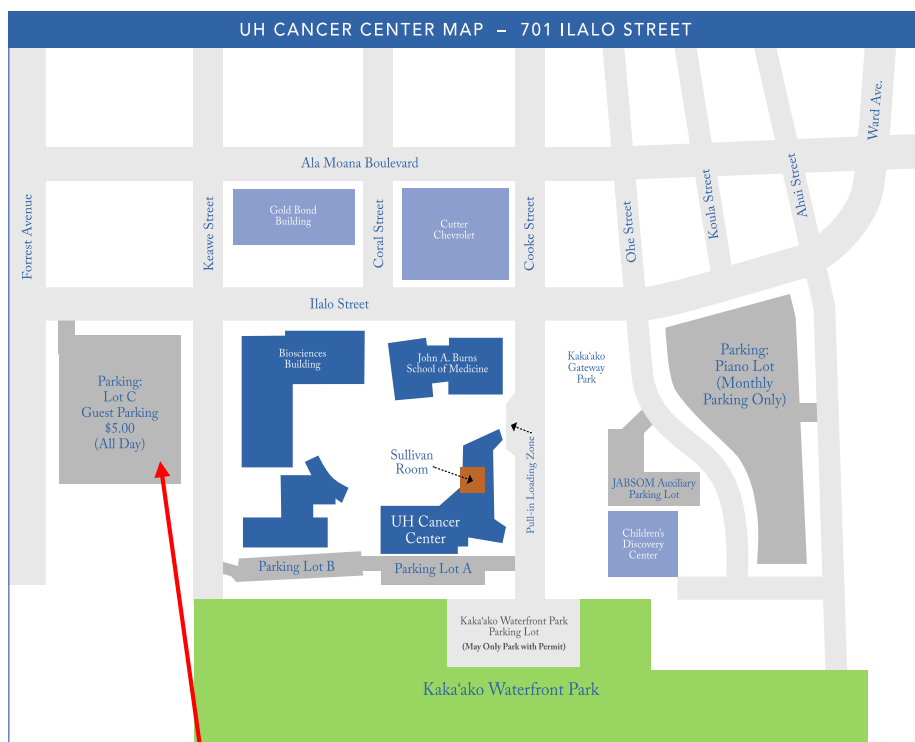 UH CANCER CENTER MAP – 701 ILALO STREET
Ward Ave.
Ala Moana Boulevard
Forrest Avenue
Keawe Street
Gold Bond
Building
Coral Street
Cutter
Chevrolet
Cooke Street
Ohe Street
Koula Street
Ahui Street
Ilalo Street
Parking:
Lot C
Guest Parking
$5.00
(All Day)
Biosciences
Building
John A. Burns
School of Medicine
Kaka‘ako
Gateway
Park
Parking:
Piano Lot
(Monthly
Parking Only)
Sullivan
Room
Pull-in Loading Zone
JABSOM Auxiliary
Parking Lot
UH Cancer
Center
Children's
Discovery
Center
Parking Lot B
Parking Lot A
Kaka‘ako Waterfront Park
Parking Lot
(May Only Park with Permit)
Kaka‘ako Waterfront Park